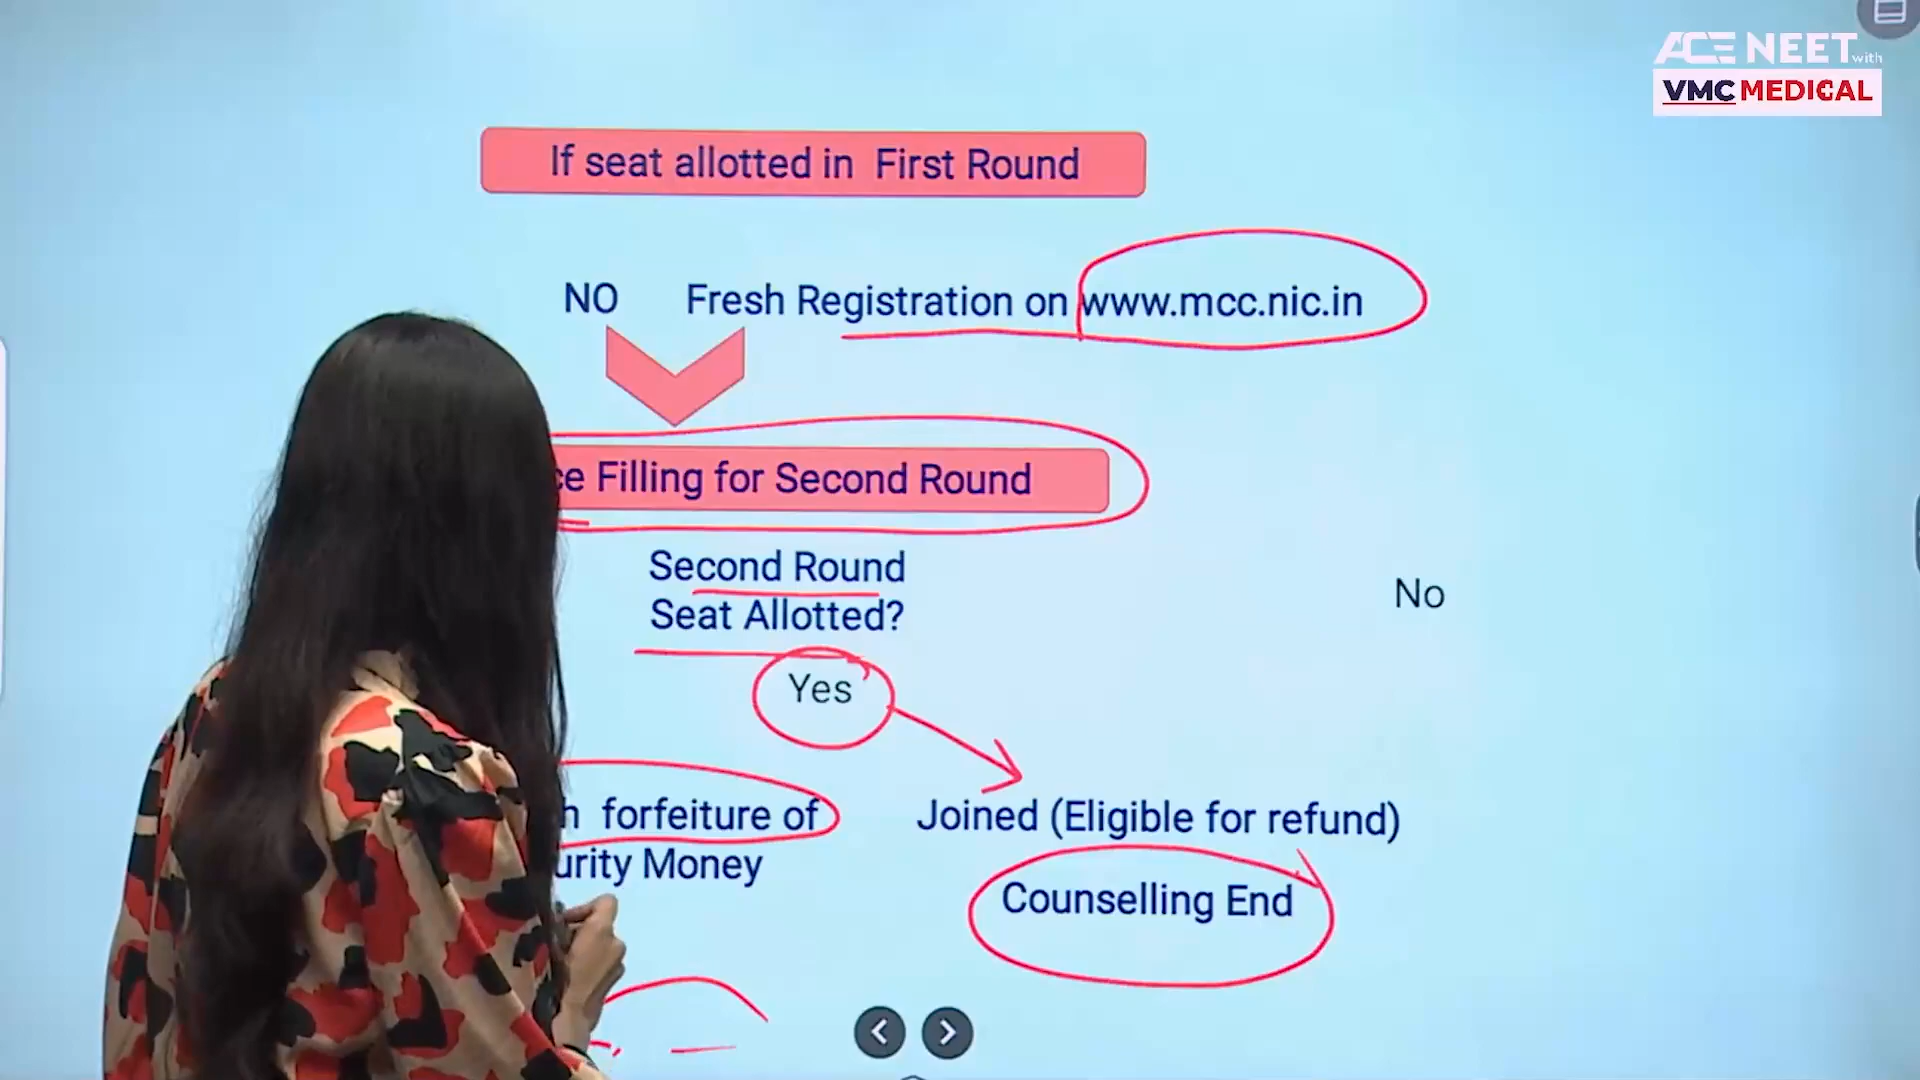 ACE NEET with
VMC MEDICAL
If seat allotted in First Round
NO Fresh Registration on www.mcc.nic.in
Filling for Second Round
Second Round
Seat Allotted?
No
Yes
forfeiture of
Joined (Eligible for refund)
Money
Counselling End